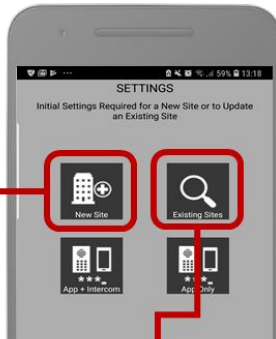 59% 13:18
SETTINGS
Initial Settings Required for a New Site or to Update
an Existing Site
New Site
Existing Sites
App + Intercom
App Only